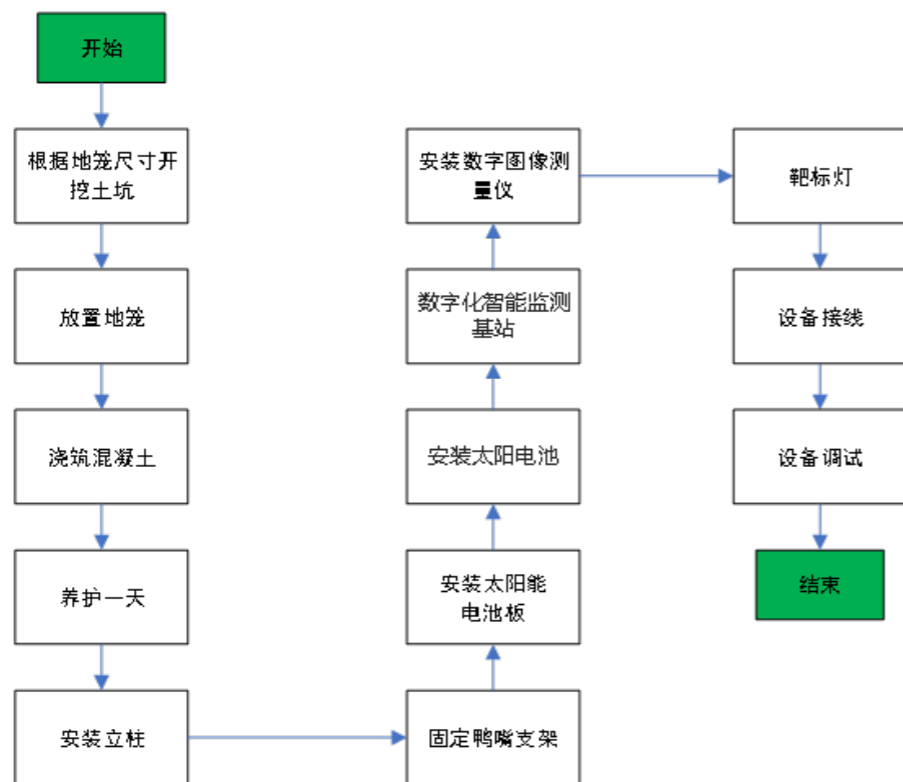 开始
根据地笼尺寸开
挖土坑
放置地笼
浇筑混凝土
养护一天
安装立柱
固定鸭嘴支架
安装太阳能
电池板
安装太阳电池
数字化智能监测
基站
安装数字图像测
量仪
靶标灯
设备接线
设备调试
结束